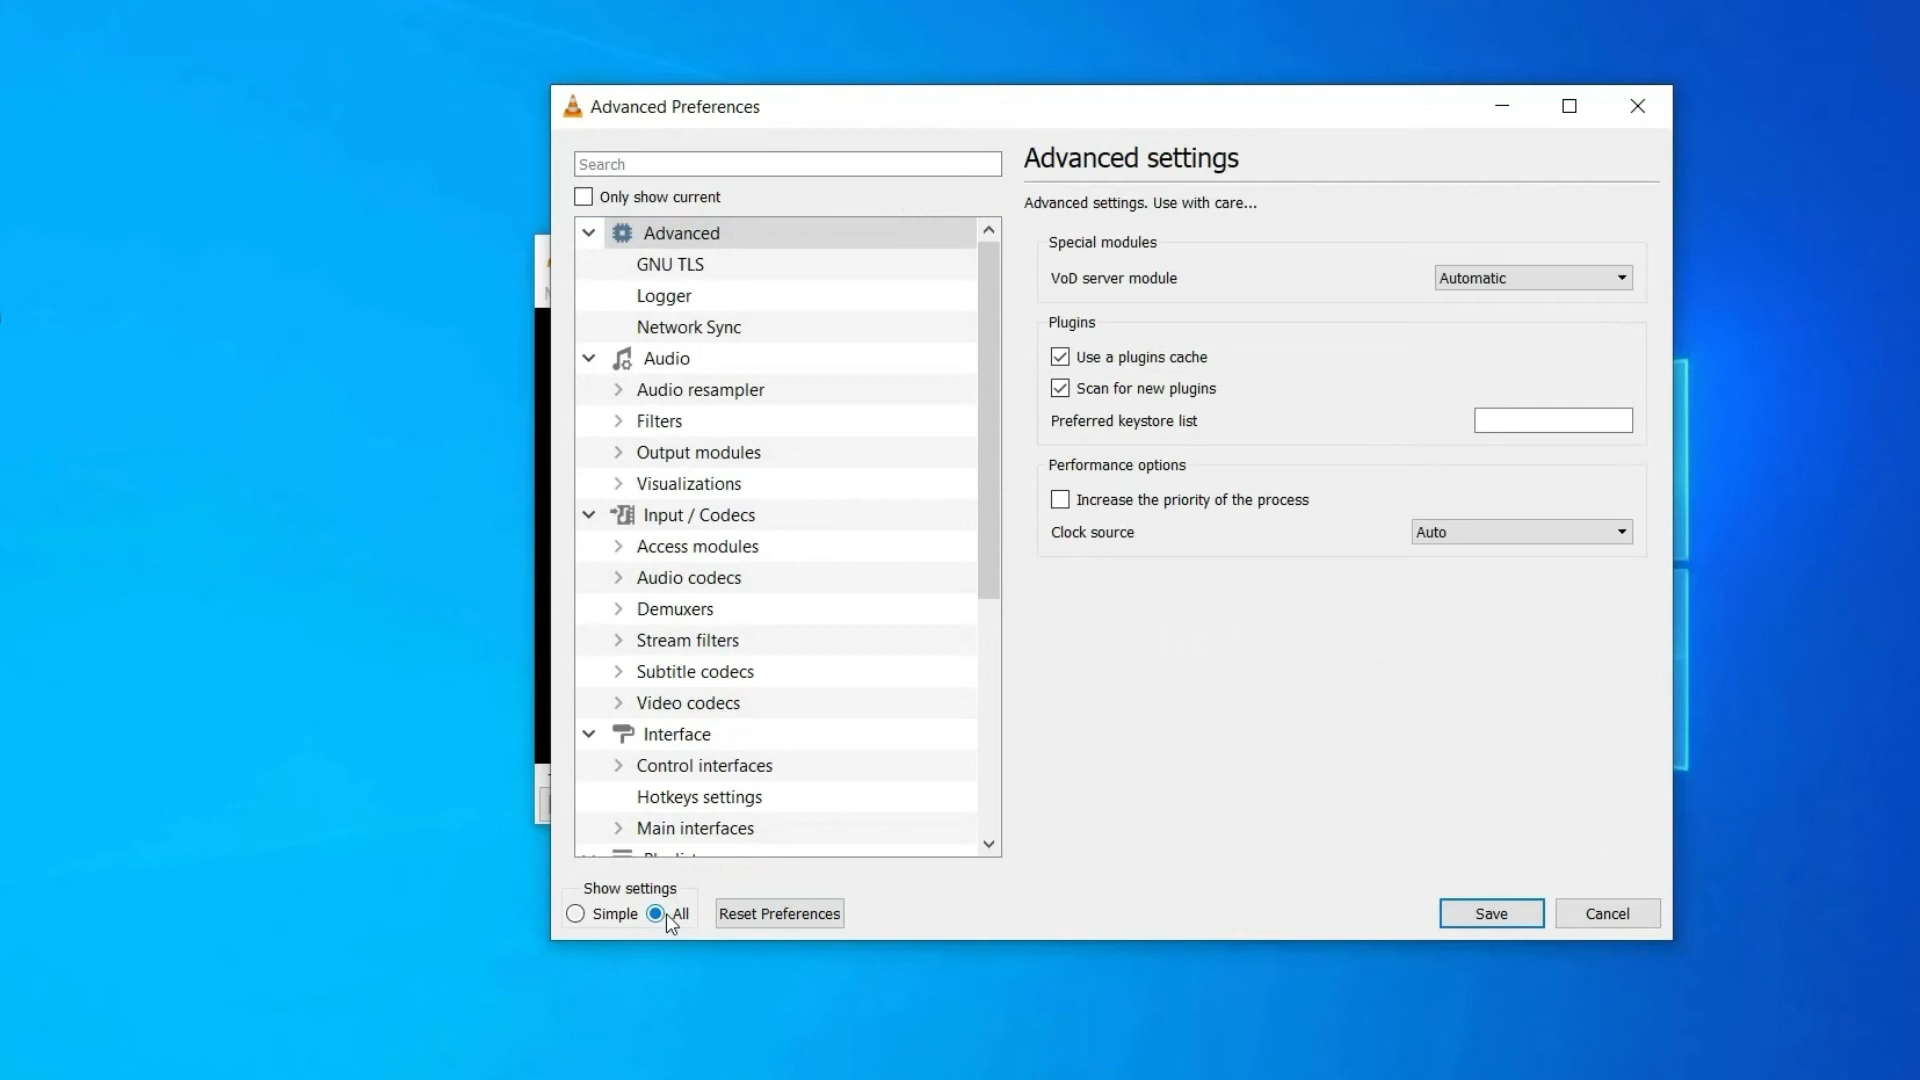 Advanced Preferences
Search
Only show current
Advanced
GNU TLS
Logger
Network Sync
Audio
Audio resampler
Filters
Output modules
Visualizations
Input / Codecs
Access modules
Audio codecs
Demuxers
Stream filters
Subtitle codecs
Video codecs
Interface
Control interfaces
Hotkeys settings
Main interfaces
Advanced settings
Advanced settings. Use with care...
Special modules
VoD server module Automatic
Plugins
Use a plugins cache
Scan for new plugins
Preferred keystore list
Performance options
Increase the priority of the process
Clock source Auto
Show settings
Simple All Reset Preferences Save Cancel